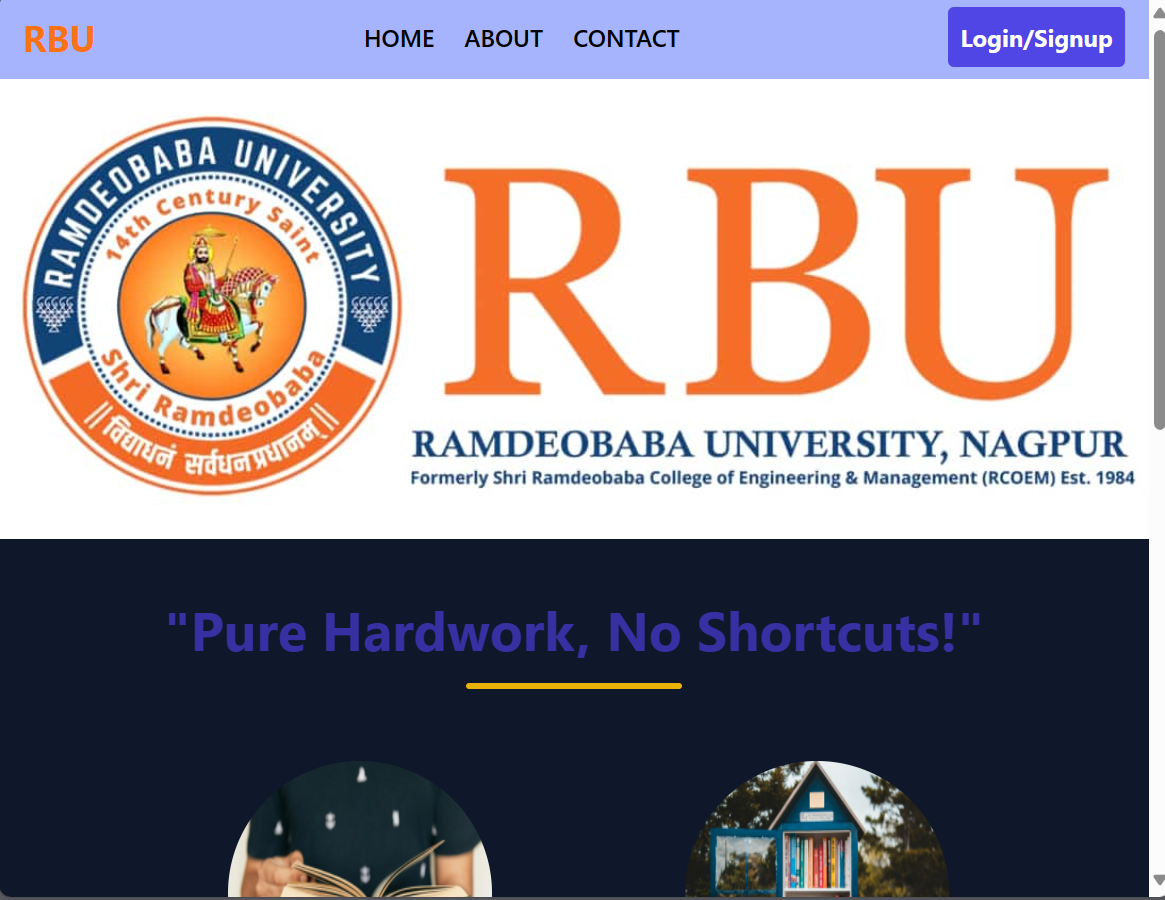 RBU
HOME ABOUT CONTACT
Login/Signup
RAMDEOBABA UNIVERSITY
14th Century Saint
Shri Ramdeobaba
|| विद्याधनं सर्वधनप्रधानम् ||
RBU
RAMDEOBABA UNIVERSITY, NAGPUR
Formerly Shri Ramdeobaba College of Engineering & Management (RCOEM) Est. 1984
"Pure Hardwork, No Shortcuts!"